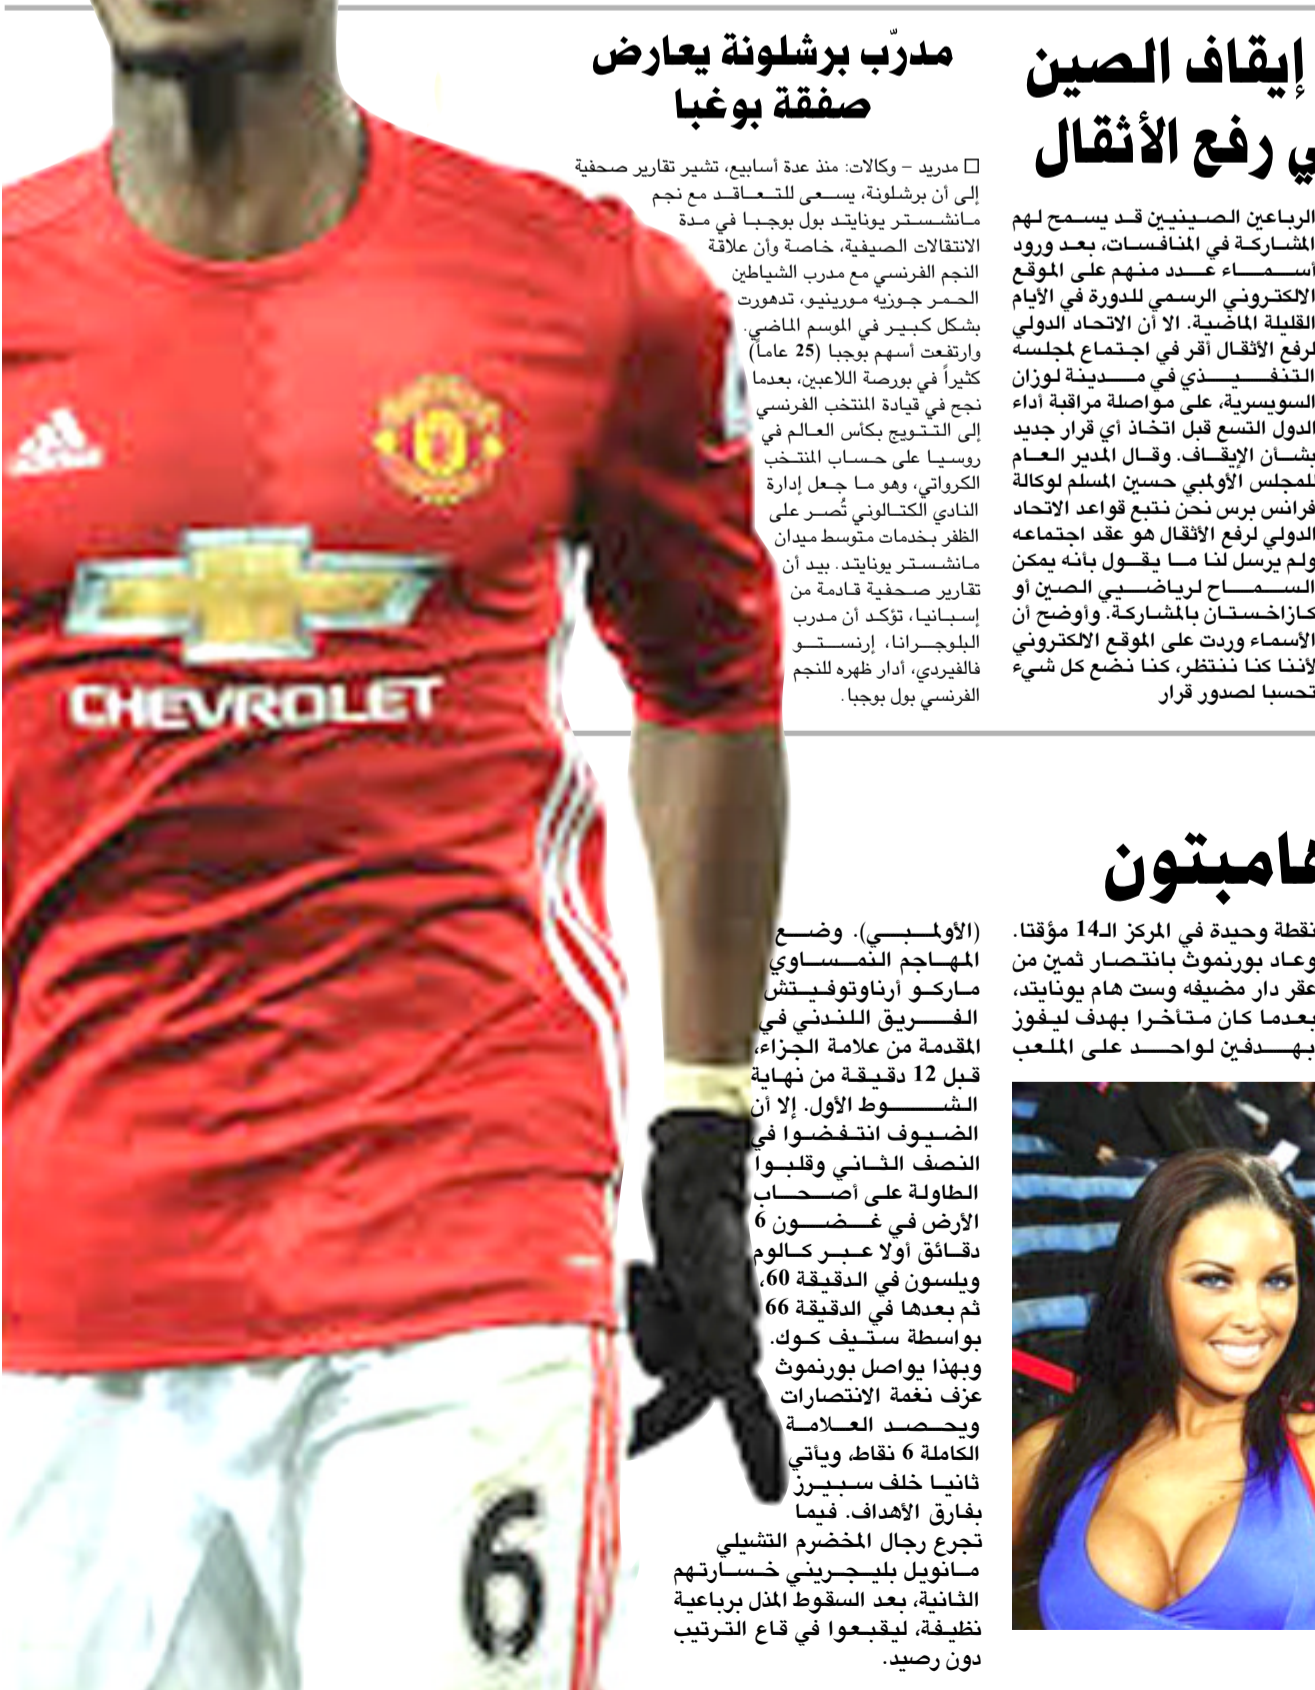 إيقاف الصين
ي رفع الأثقال
الرباعين الصينيين قد يسمح لهم
المشاركة في المنافسات، بعد ورود
أسماء عدد منهم على الموقع
الالكتروني الرسمي للدورة في الأيام
القليلة الماضية. الا أن الاتحاد الدولي
لرفع الأثقال أقر في اجتماع لمجلسه
التنفيذي في مدينة لوزان
السويسرية، على مواصلة مراقبة أداء
الدول التسع قبل اتخاذ أي قرار جديد
بشأن الإيقاف. وقال المدير العام
للمجلس الأولمبي حسين المسلم لوكالة
فرانس برس نحن نتبع قواعد الاتحاد
الدولي لرفع الأثقال هو عقد اجتماعه
ولم يرسل لنا ما يقول بأنه يمكن
السماح لرياضيي الصين أو
كازاخستان بالمشاركة. وأوضح أن
الأسماء وردت على الموقع الالكتروني
لأننا كنا ننتظر، كنا نضع كل شيء
تحسبا لصدور قرار
مدرّب برشلونة يعارض
صفقة بوغبا
□ مدريد – وكالات: منذ عدة أسابيع، تشير تقارير صحفية
إلى أن برشلونة، يسعى للتعاقد مع نجم
مانشستر يونايتد بول بوجبا في مدة
الانتقالات الصيفية، خاصة وأن علاقة
النجم الفرنسي مع مدرب الشياطين
الحمر جوزيه مورينيو، تدهورت
بشكل كبير في الموسم الماضي.
وارتفعت أسهم بوجبا (25 عاماً)
كثيراً في بورصة اللاعبين، بعدما
نجح في قيادة المنتخب الفرنسي
إلى التتويج بكأس العالم في
روسيا على حساب المنتخب
الكرواتي، وهو ما جعل إدارة
النادي الكتالوني تُصر على
الظفر بخدمات متوسط ميدان
مانشستر يونايتد. بيد أن
تقارير صحفية قادمة من
إسبانيا، تؤكد أن مدرب
البلوجرانا، إرنستو
فالفيردي، أدار ظهره للنجم
الفرنسي بول بوجبا.
CHEVROLET
6
هامبتون
نقطة وحيدة في المركز الـ14 مؤقتا.
وعاد بورنموث بانتصار ثمين من
عقر دار مضيفه وست هام يونايتد،
بعدما كان متأخرا بهدف ليفوز
بهدفين لواحد على الملعب
(الأولمبي). وضع
المهاجم النمساوي
ماركو أرناوتوفيتش
الفريق اللندني في
المقدمة من علامة الجزاء،
قبل 12 دقيقة من نهاية
الشوط الأول. إلا أن
الضيوف انتفضوا في
النصف الثاني وقلبوا
الطاولة على أصحاب
الأرض في غضون 6
دقائق أولا عبر كالوم
ويلسون في الدقيقة 60،
ثم بعدها في الدقيقة 66
بواسطة ستيف كوك.
وبهذا يواصل بورنموث
عزف نغمة الانتصارات
ويحصد العلامة
الكاملة 6 نقاط، ويأتي
ثانيا خلف سبيرز
بفارق الأهداف. فيما
تجرع رجال المخضرم التشيلي
مانويل بليجريني خسارتهم
الثانية، بعد السقوط المذل برباعية
نظيفة، ليقبعوا في قاع الترتيب
دون رصيد.